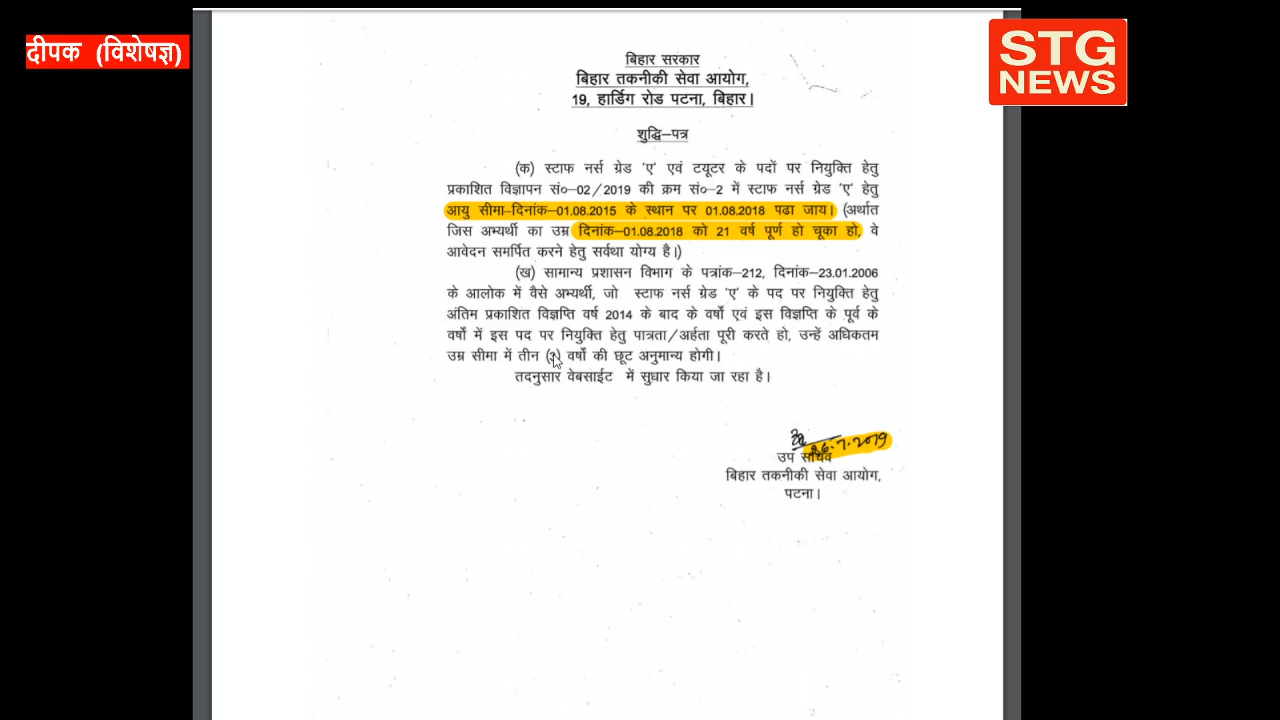 दीपक (विशेषज्ञ)
STG
NEWS
बिहार सरकार
बिहार तकनीकी सेवा आयोग,
19, हार्डिग रोड पटना, बिहार।
शुद्धि–पत्र
(क) स्टाफ नर्स ग्रेड 'ए' एवं टयूटर के पदों पर नियुक्ति हेतु
प्रकाशित विज्ञापन सं०–02/2019 की क्रम सं०–2 में स्टाफ नर्स ग्रेड 'ए' हेतु
आयु सीमा–दिनांक–01.08.2015 के स्थान पर 01.08.2018 पढा जाय। (अर्थात
जिस अभ्यर्थी का उम्र दिनांक–01.08.2018 को 21 वर्ष पूर्ण हो चूका हो, वे
आवेदन समर्पित करने हेतु सर्वथा योग्य है।)
(ख) सामान्य प्रशासन विभाग के पत्रांक–212, दिनांक–23.01.2006
के आलोक में वैसे अभ्यर्थी, जो स्टाफ नर्स ग्रेड 'ए' के पद पर नियुक्ति हेतु
अंतिम प्रकाशित विज्ञप्ति वर्ष 2014 के बाद के वर्षों एवं इस विज्ञप्ति के पूर्व के
वर्षों में इस पद पर नियुक्ति हेतु पात्रता/अर्हता पूरी करते हो, उन्हें अधिकतम
उम्र सीमा में तीन (3) वर्षों की छूट अनुमान्य होगी।
तदनुसार वेबसाईट में सुधार किया जा रहा है।
26.7.2019
उप सचिव
बिहार तकनीकी सेवा आयोग,
पटना।